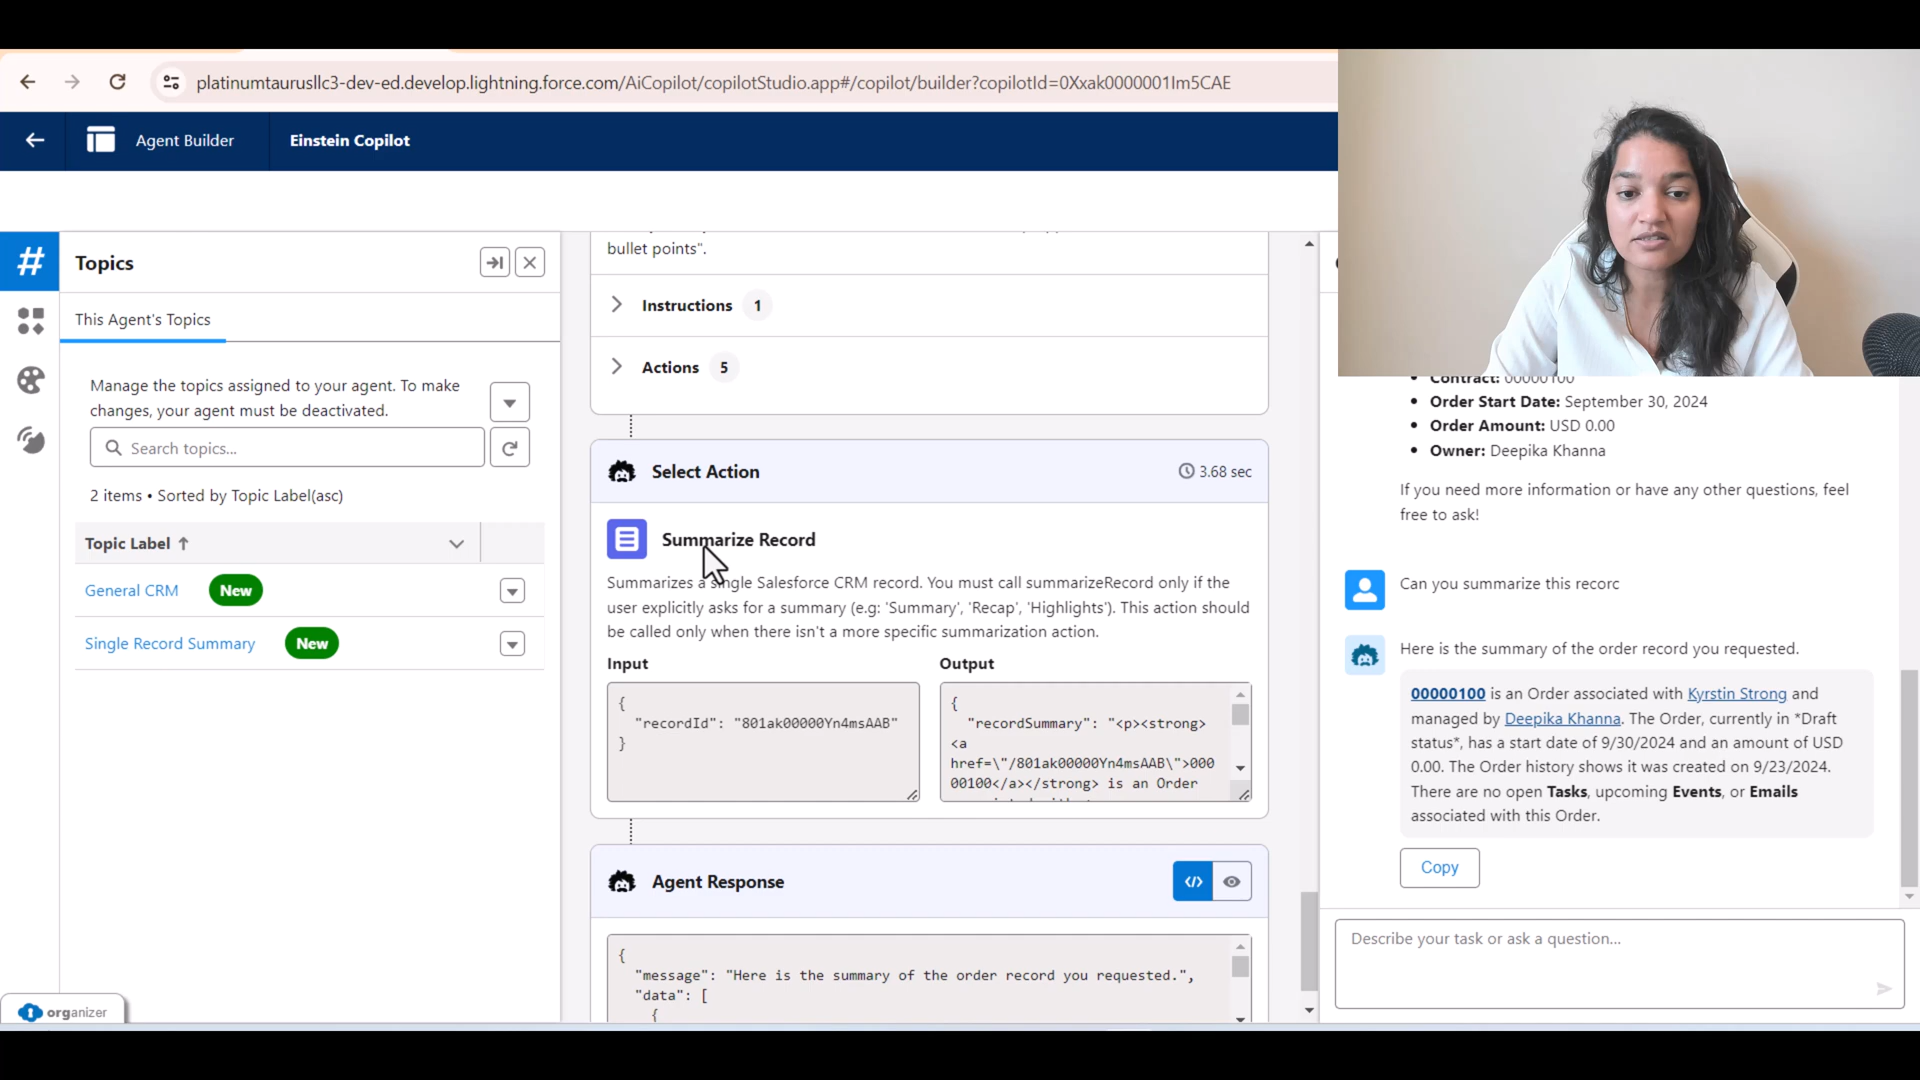 platinumtaurusllc3-dev-ed.develop.lightning.force.com/AiCopilot/copilotStudio.app#/copilot/builder?copilotId=0Xxak0000001Im5CAE
Agent Builder
Einstein Copilot
Topics
This Agent's Topics
Manage the topics assigned to your agent. To make
changes, your agent must be deactivated.
Search topics...
2 items • Sorted by Topic Label(asc)
Topic Label ↑
General CRM New
Single Record Summary New
organizer
bullet points".
Instructions 1
Actions 5
Select Action
3.68 sec
Summarize Record
Summarizes a single Salesforce CRM record. You must call summarizeRecord only if the
user explicitly asks for a summary (e.g: 'Summary', 'Recap', 'Highlights'). This action should
be called only when there isn't a more specific summarization action.
Input
{
"recordId": "801ak00000Yn4msAAB"
}
Output
{
"recordSummary": "<p><strong>
<a
href=\"/801ak00000Yn4msAAB\">0000
00100</a></strong> is an Order
Agent Response
{
"message": "Here is the summary of the order record you requested.",
"data": [
{
• Contract: 00000100
• Order Start Date: September 30, 2024
• Order Amount: USD 0.00
• Owner: Deepika Khanna
If you need more information or have any other questions, feel
free to ask!
Can you summarize this recorc
Here is the summary of the order record you requested.
00000100 is an Order associated with Kyrstin Strong and
managed by Deepika Khanna. The Order, currently in *Draft
status*, has a start date of 9/30/2024 and an amount of USD
0.00. The Order history shows it was created on 9/23/2024.
There are no open Tasks, upcoming Events, or Emails
associated with this Order.
Copy
Describe your task or ask a question...